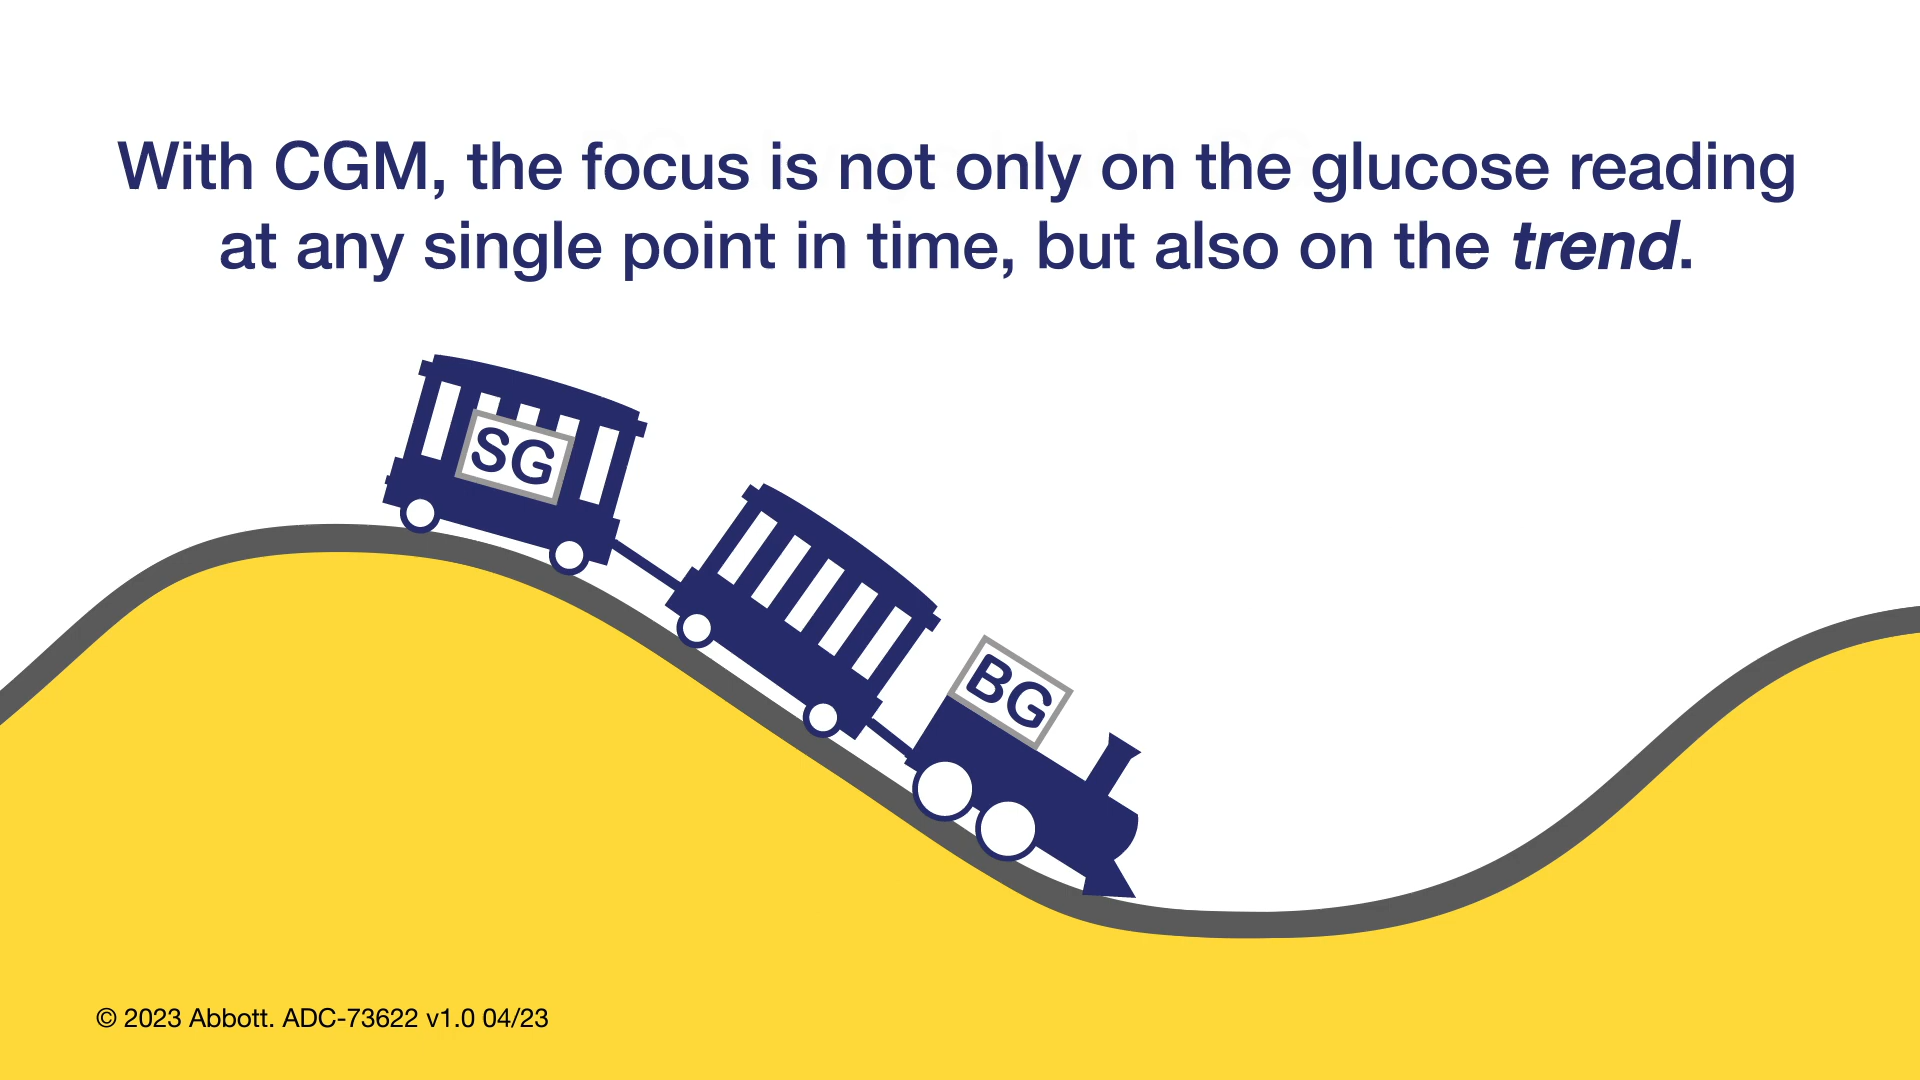 With CGM, the focus is not only on the glucose reading
at any single point in time, but also on the trend.
SG
BG
© 2023 Abbott. ADC-73622 v1.0 04/23